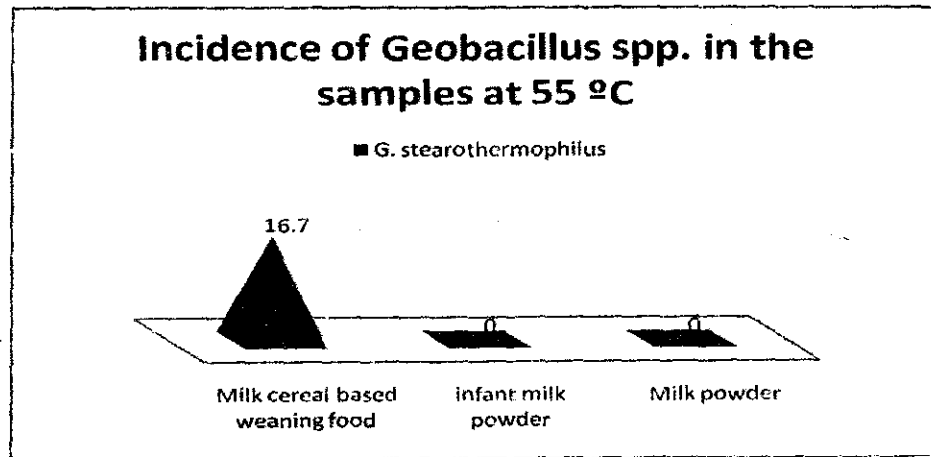 Incidence of Geobacillus spp. in the
samples at 55 ºC
G. stearothermophilus
16.7
0
0
Milk cereal based
weaning food
infant milk
powder
Milk powder